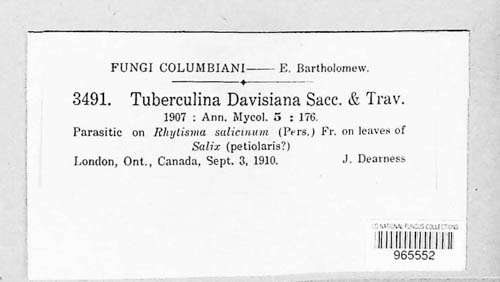 FUNGI COLUMBIANI—— E. Bartholomew.
3491. Tuberculina Davisiana Sacc. & Trav.
1907 : Ann. Mycol. 5 : 176.
Parasitic on Rhytisma salicinum (Pers.) Fr. on leaves of
Salix (petiolaris?)
London, Ont., Canada, Sept. 3, 1910. J. Dearness
US NATIONAL FUNGUS COLLECTIONS
965552